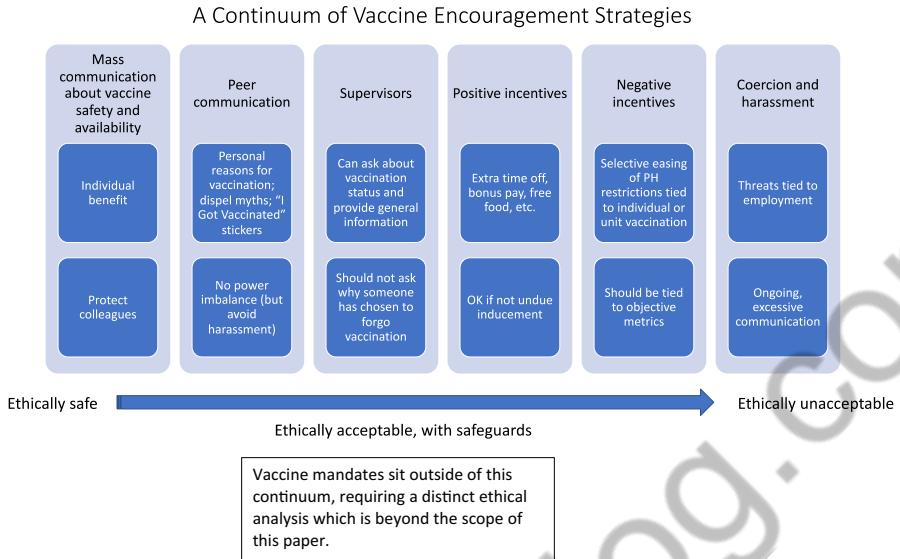 A Continuum of Vaccine Encouragement Strategies
Mass
communication
about vaccine
safety and
availability
Individual
benefit
Protect
colleagues
Peer
communication
Personal
reasons for
vaccination;
dispel myths; “I
Got Vaccinated”
stickers
No power
imbalance (but
avoid
harassment)
Supervisors
Can ask about
vaccination
status and
provide general
information
Should not ask
why someone
has chosen to
forgo
vaccination
Positive incentives
Extra time off,
bonus pay, free
food, etc.
OK if not undue
inducement
Negative
incentives
Selective easing
of PH
restrictions tied
to individual or
unit vaccination
Should be tied
to objective
metrics
Coercion and
harassment
Threats tied to
employment
Ongoing,
excessive
communication
Ethically safe
Ethically unacceptable
Ethically acceptable, with safeguards
Vaccine mandates sit outside of this
continuum, requiring a distinct ethical
analysis which is beyond the scope of
this paper.